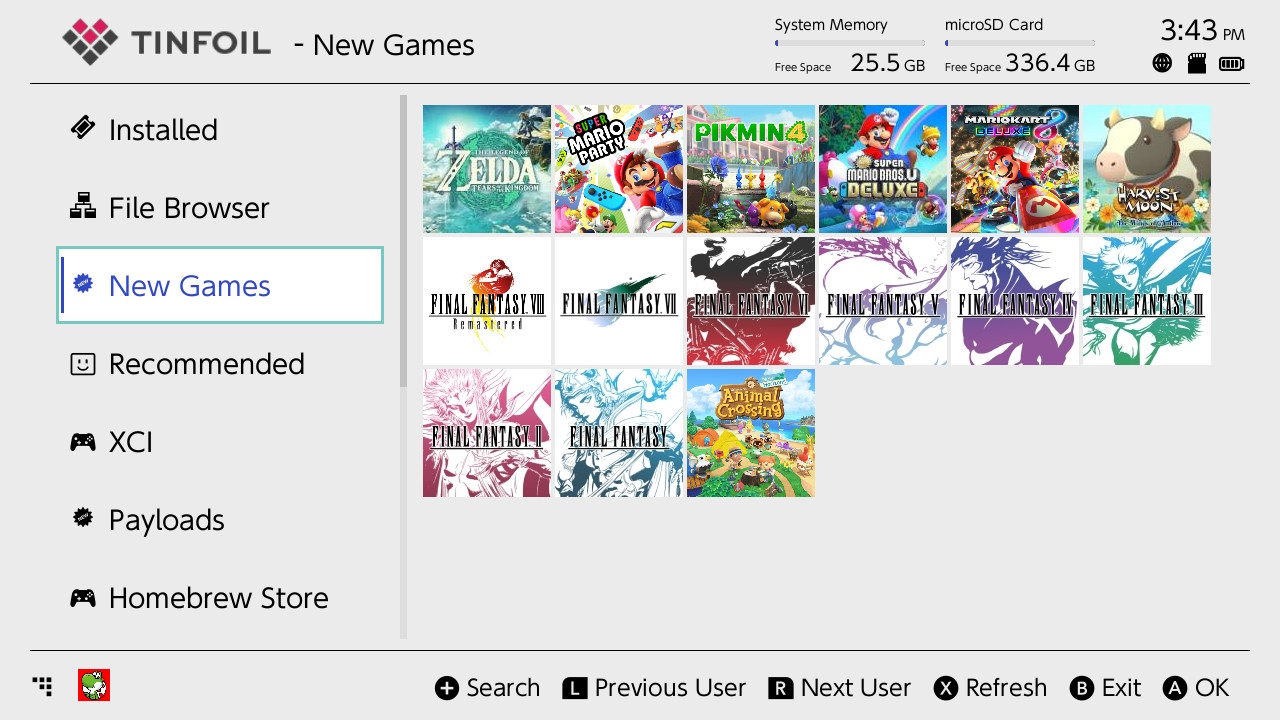 TINFOIL - New Games
System Memory
Free Space 25.5 GB
microSD Card
Free Space 336.4 GB
3:43 PM
Installed
File Browser
New Games
Recommended
XCI
Payloads
Homebrew Store
THE LEGEND OF
ZELDA
TEARS OF THE KINGDOM
SUPER
MARIO
PARTY
PIKMIN 4
NEW
SUPER
MARIO BROS. U
DELUXE
MARIOKART 8
DELUXE
HARVEST
MOON
FINAL FANTASY VIII
Remastered
FINAL FANTASY VII
FINAL FANTASY VI
FINAL FANTASY V
FINAL FANTASY IV
FINAL FANTASY III
FINAL FANTASY II
FINAL FANTASY
Animal
Crossing
+ Search
L Previous User
R Next User
X Refresh
B Exit
A OK